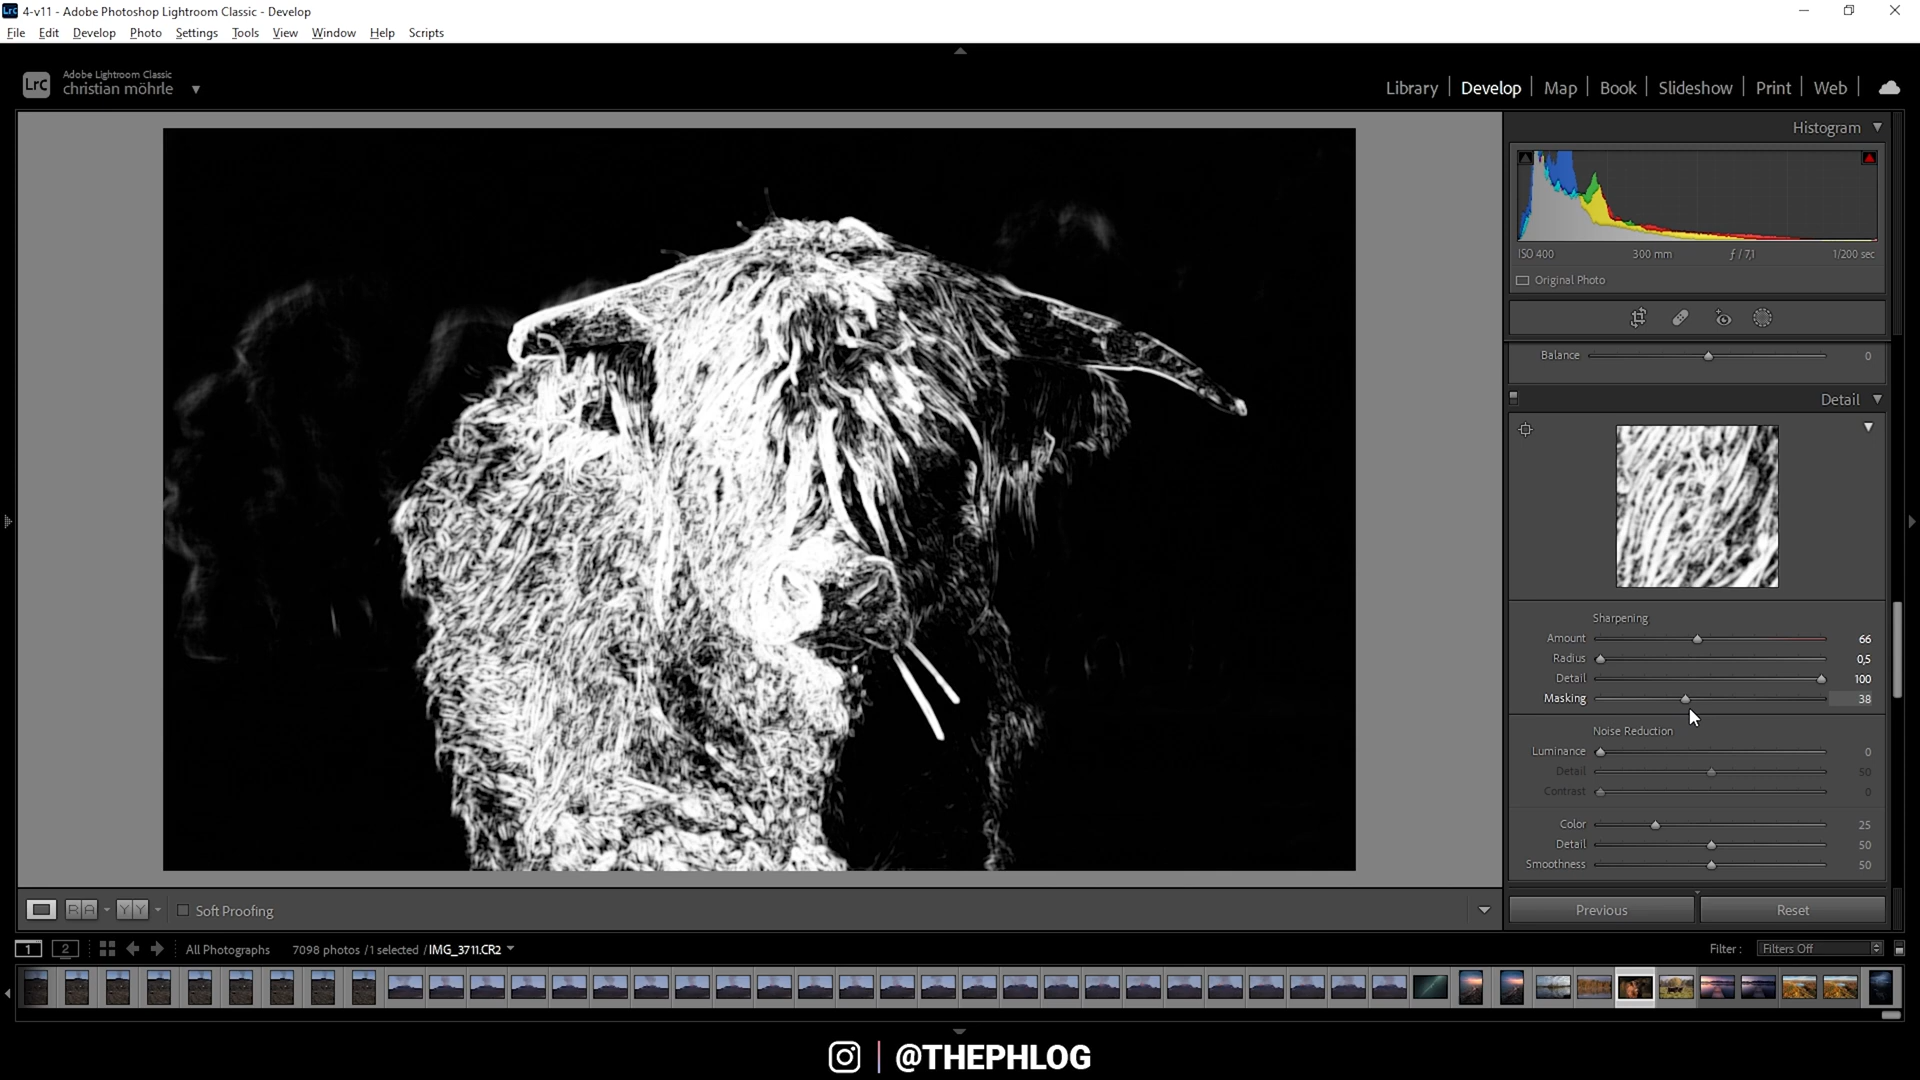 Lrc 4-v11 - Adobe Photoshop Lightroom Classic - Develop
File Edit Develop Photo Settings Tools View Window Help Scripts
LrC Adobe Lightroom Classic
christian möhrle
Library Develop Map Book Slideshow Print Web
Histogram
ISO 400 300 mm ƒ / 7,1 1/200 sec
Original Photo
Balance 0
Detail
Sharpening
Amount 66
Radius 0,5
Detail 100
Masking 38
Noise Reduction
Luminance 0
Detail 50
Contrast 0
Color 25
Detail 50
Smoothness 50
R A Y Y Soft Proofing
Previous Reset
1 2 All Photographs 7098 photos / 1 selected / IMG_3711.CR2
Filter : Filters Off
@THEPHLOG